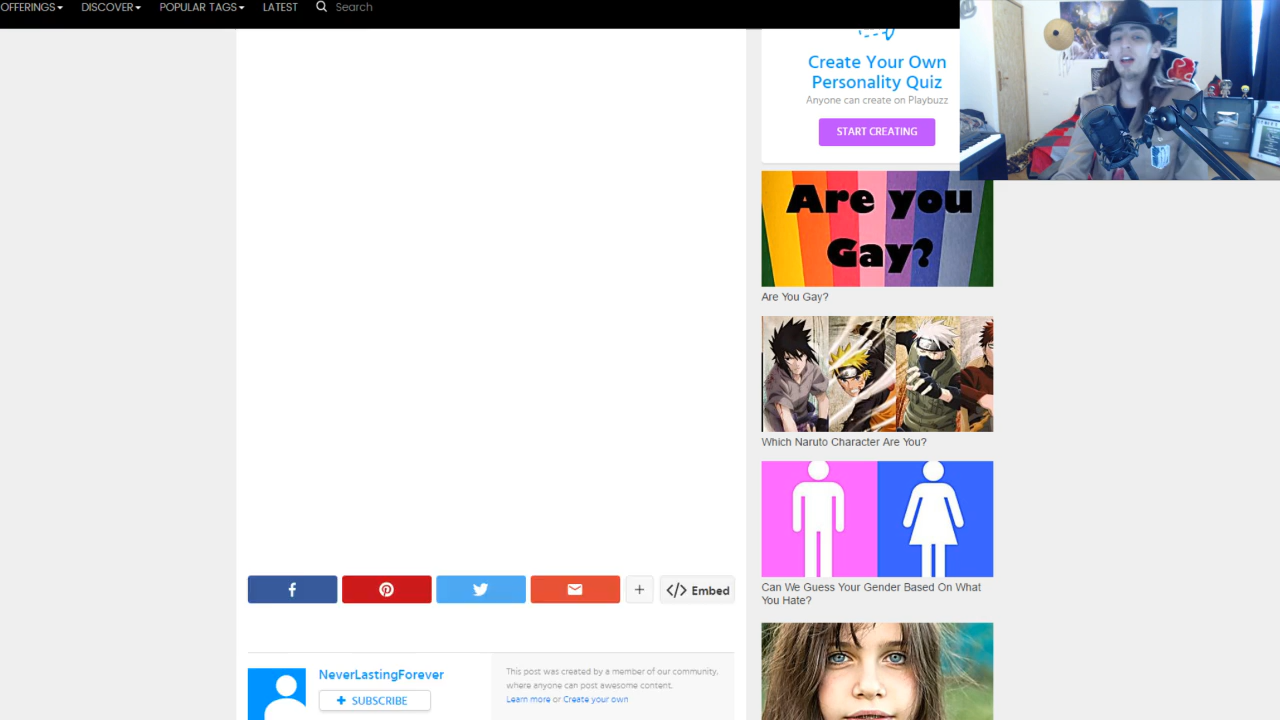 OFFERINGS DISCOVER POPULAR TAGS LATEST Search
Create Your Own
Personality Quiz
Anyone can create on Playbuzz
START CREATING
Are you
Gay?
Are You Gay?
Which Naruto Character Are You?
Can We Guess Your Gender Based On What
You Hate?
+ </> Embed
NeverLastingForever
+ SUBSCRIBE
This post was created by a member of our community,
where anyone can post awesome content.
Learn more or Create your own